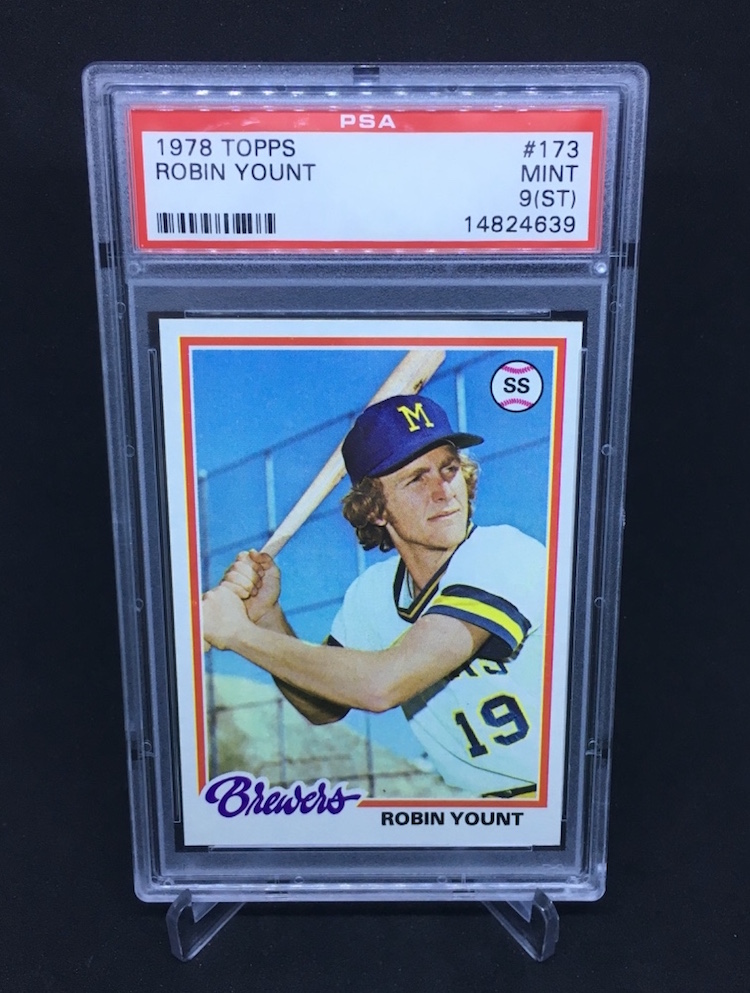 PSA
1978 TOPPS #173
ROBIN YOUNT MINT
9(ST)
14824639
SS
M
19
Brewers
ROBIN YOUNT